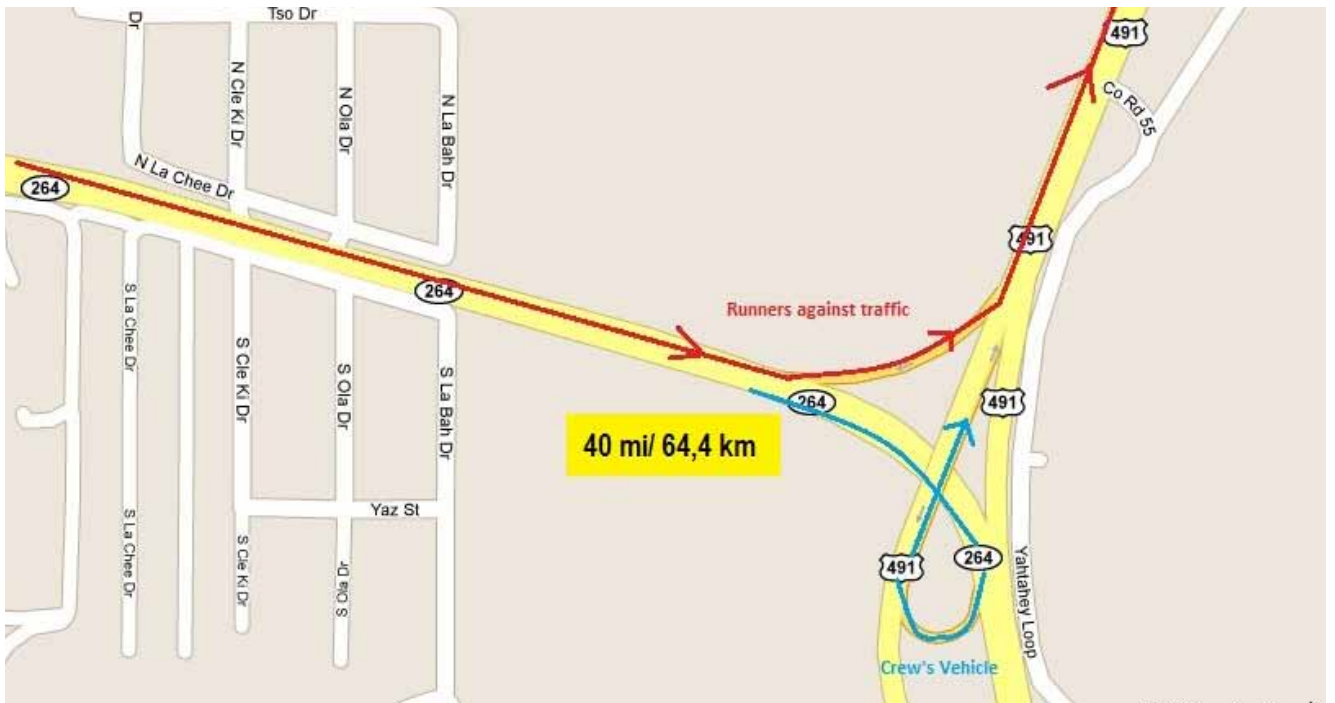 Tso Dr
491
Dr
N Cle Ki Dr
N Ola Dr
N La Bah Dr
Co Rd 55
N La Chee Dr
264
491
264
Runners against traffic
S La Chee Dr
S Cle Ki Dr
S Ola Dr
S La Bah Dr
264
491
40 mi/ 64,4 km
Yaz St
S La Chee Dr
S Cle Ki Dr
S Ola Dr
491
264
Yahtahey Loop
Crew's Vehicle